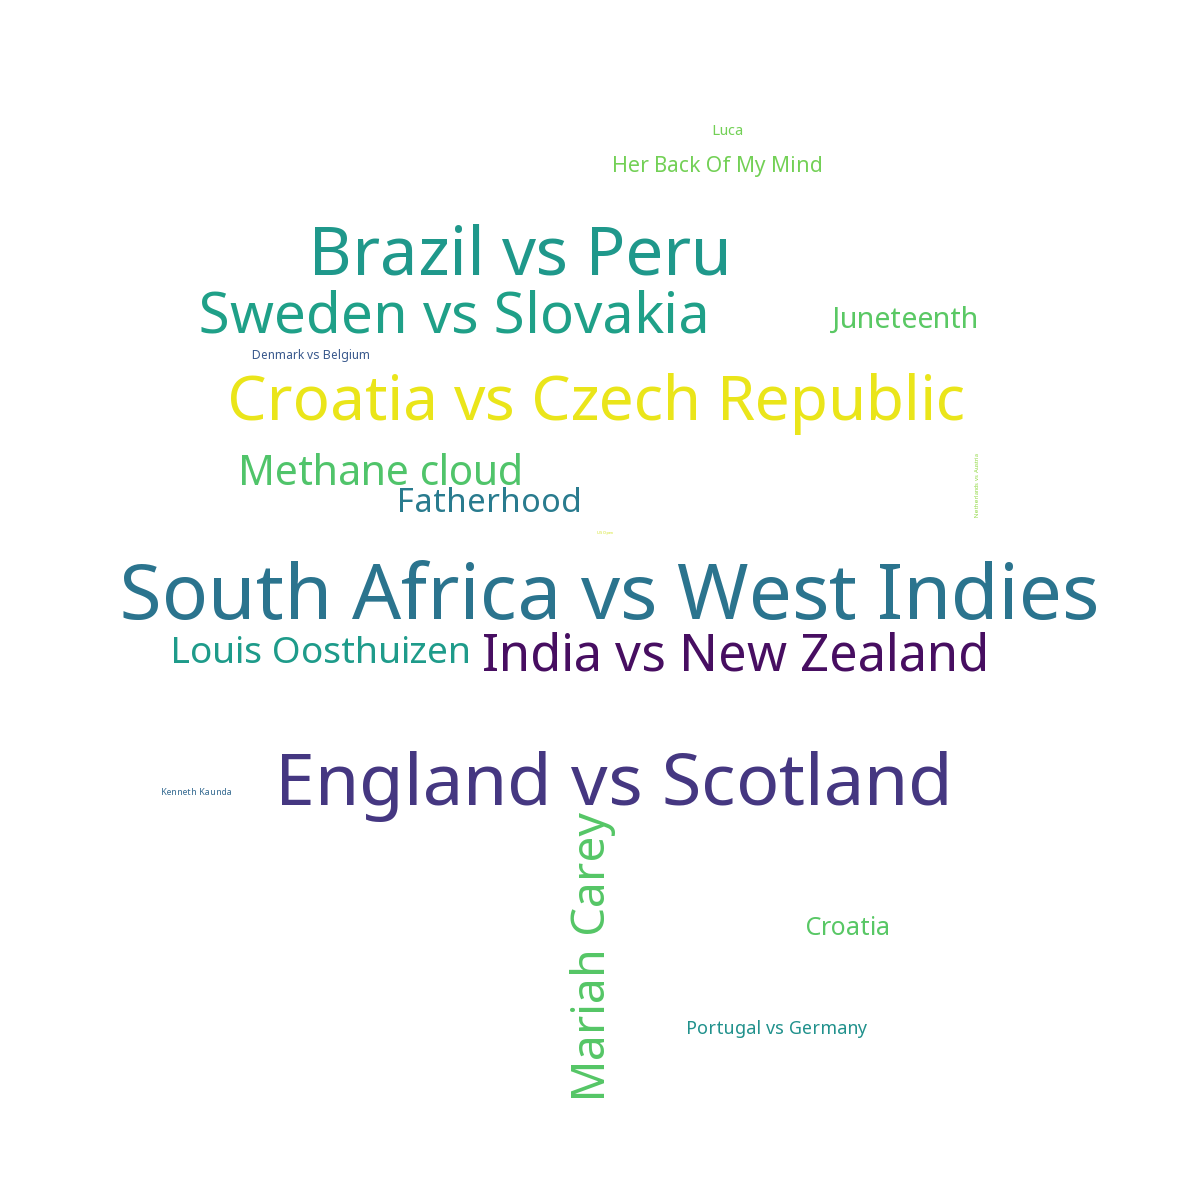 Luca
Her Back Of My Mind
Brazil vs Peru
Sweden vs Slovakia
Juneteenth
Denmark vs Belgium
Croatia vs Czech Republic
Methane cloud
Netherlands vs Austria
Fatherhood
South Africa vs West Indies
Louis Oosthuizen
India vs New Zealand
England vs Scotland
Kenneth Kaunda
Mariah Carey
Croatia
Portugal vs Germany